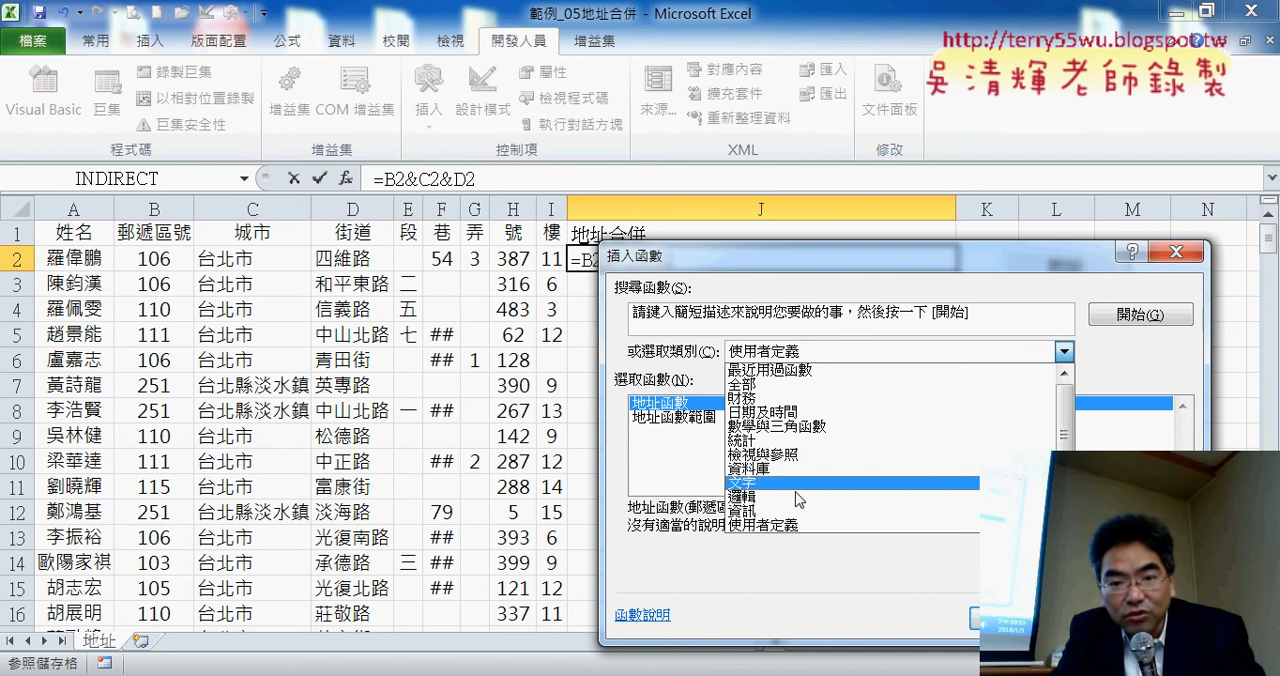 範例_05地址合併 - Microsoft Excel
檔案 常用 插入 版面配置 公式 資料 校閱 檢視 開發人員 增益集
http://terry55wu.blogspot.tw
吳清輝老師錄製
Visual Basic 巨集 錄製巨集 以相對位置錄製 巨集安全性
增益集 COM 增益集
插入 設計模式 屬性 檢視程式碼 執行對話方塊
來源... 對應內容 擴充套件 重新整理資料 匯入 匯出
文件面板
程式碼 增益集 控制項 XML 修改
INDIRECT =B2&C2&D2
A B C D E F G H I J K L M N
1 姓名 郵遞區號 城市 街道 段 巷 弄 號 樓 地址合併
2 羅偉鵬 106 台北市 四維路 54 3 387 11 =B2
3 陳鈞漢 106 台北市 和平東路 二 316 6
4 羅佩雯 110 台北市 信義路 五 483 3
5 趙景能 111 台北市 中山北路 七 ## 62 12
6 盧嘉志 106 台北市 青田街 ## 1 128
7 黃詩龍 251 台北縣淡水鎮 英專路 390 9
8 李浩賢 251 台北縣淡水鎮 中山北路 一 ## 267 13
9 吳林健 110 台北市 松德路 142 9
10 梁華達 111 台北市 中正路 ## 2 287 12
11 劉曉輝 115 台北市 富康街 288 14
12 鄭鴻基 251 台北縣淡水鎮 淡海路 79 5 15
13 李振裕 106 台北市 光復南路 ## 393 6
14 歐陽家祺 103 台北市 承德路 三 ## 399 9
15 胡志宏 105 台北市 光復北路 ## 121 12
16 胡展明 110 台北市 莊敬路 337 11
地址
參照儲存格
插入函數
搜尋函數(S):
請鍵入簡短描述來說明您要做的事，然後按一下 [開始]
開始(G)
或選取類別(C): 使用者定義
最近用過函數
全部
財務
日期及時間
數學與三角函數
統計
檢視與參照
資料庫
文字
邏輯
資訊
使用者定義
選取函數(N):
地址函數
地址函數範圍
地址函數(郵遞區
沒有適當的說明
函數說明